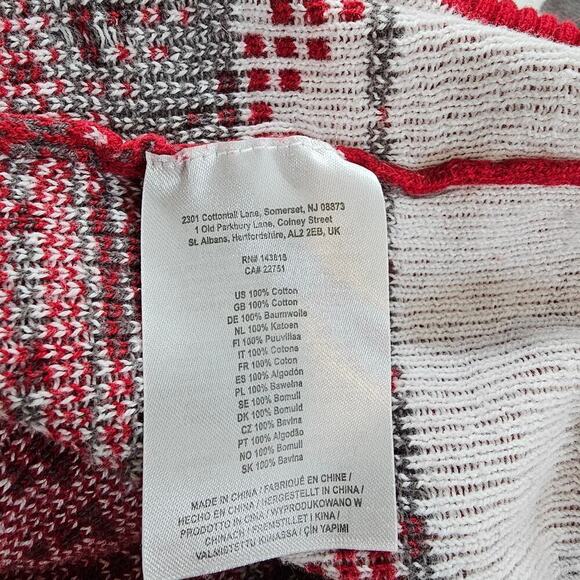 2301 Cottontail Lane, Somerset, NJ 08873
1 Old Parkbury Lane, Colney Street
St. Albans, Hertfordshire, AL2 2EB, UK
RN# 143818
CA# 22751
US 100% Cotton
GB 100% Cotton
DE 100% Baumwolle
NL 100% Katoen
FI 100% Puuvillaa
IT 100% Cotone
FR 100% Coton
ES 100% Algodón
PL 100% Bawełna
SE 100% Bomull
DK 100% Bomuld
CZ 100% Bavlna
PT 100% Algodão
NO 100% Bomull
SK 100% Bavlna
MADE IN CHINA / FABRIQUÉ EN CHINE /
HECHO EN CHINA / HERGESTELLT IN CHINA /
PRODOTTO IN CINA / WYPRODUKOWANO W
CHINACH / FREMSTILLET I KINA /
VALMISTETTU KIINASSA / ÇİN YAPIMI